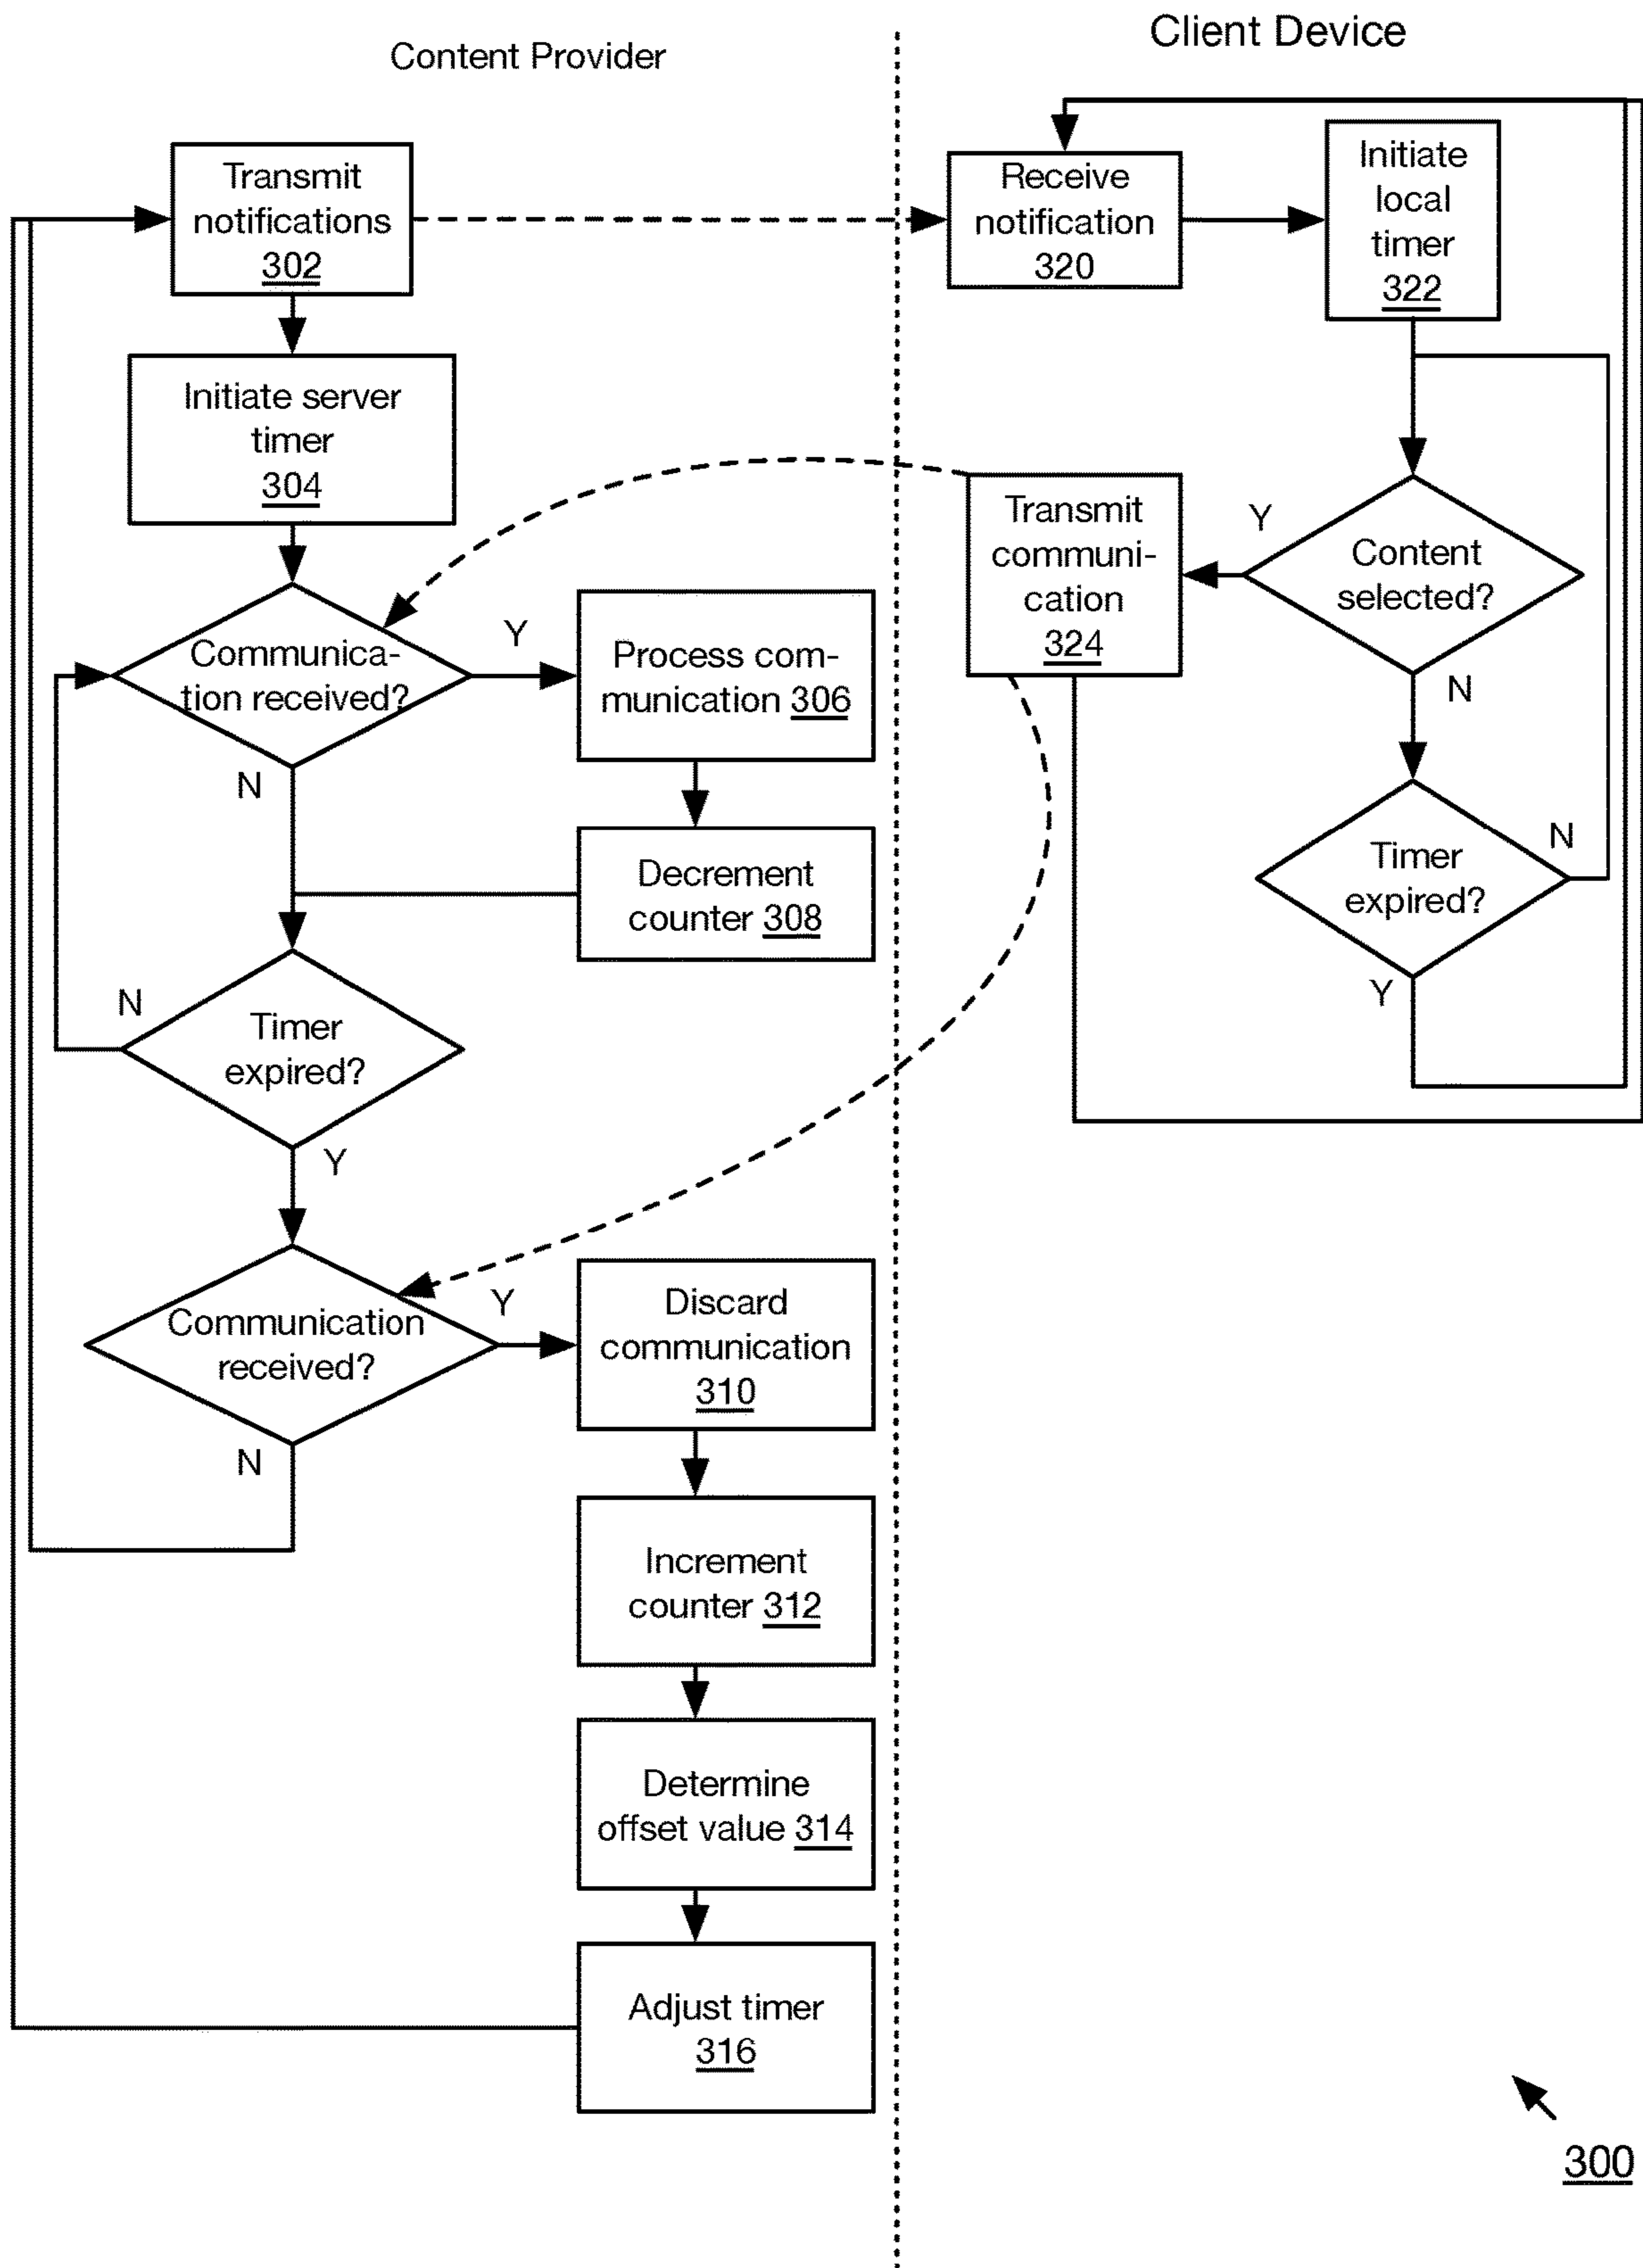 Content Provider
Client Device
Transmit
notifications
302
Receive
notification
320
Initiate
local
timer
322
Initiate server
timer
304
Transmit
communi-
cation
324
Y
Content
selected?
N
Communica-
tion received?
Y
N
Process com-
munication 306
Decrement
counter 308
Timer
expired?
N
Y
Timer
expired?
N
Y
Communication
received?
Y
N
Discard
communication
310
Increment
counter 312
Determine
offset value 314
Adjust timer
316
300